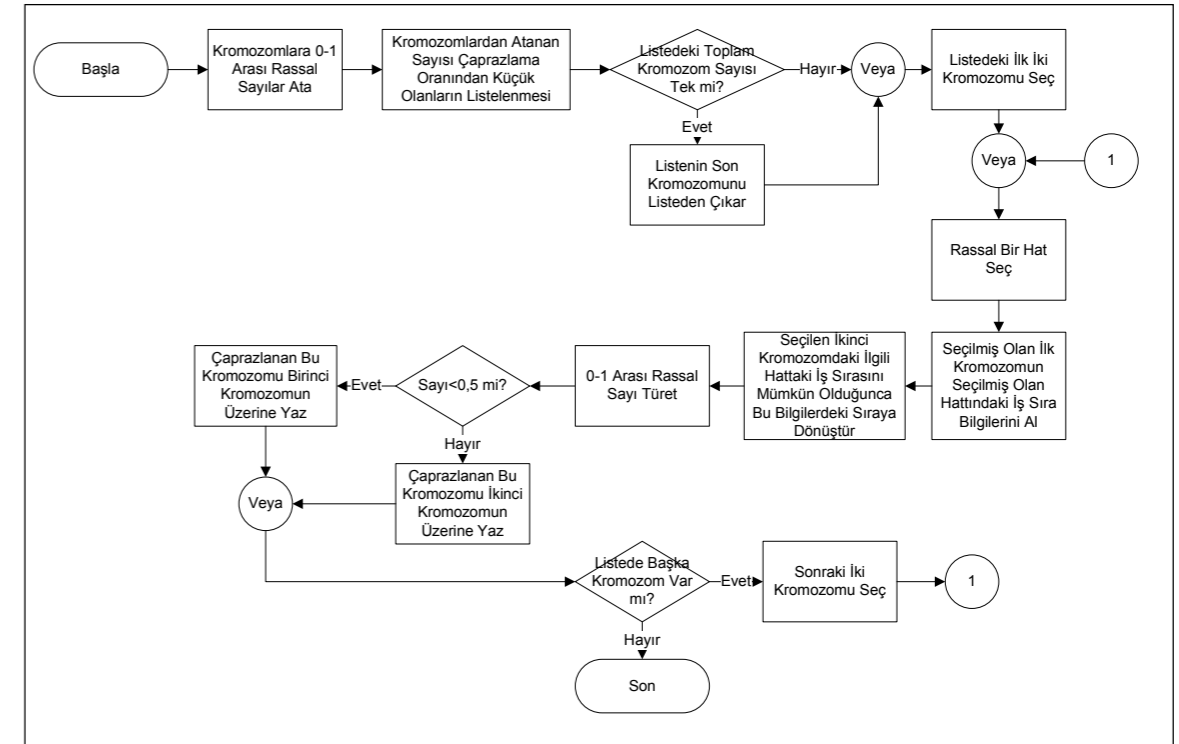 Başla
Kromozomlara 0-1
Arası Rassal
Sayılar Ata
Kromozomlardan Atanan
Sayısı Çaprazlama
Oranından Küçük
Olanların Listelenmesi
Listedeki Toplam
Kromozom Sayısı
Tek mi?
Hayır
Veya
Listedeki İlk İki
Kromozomu Seç
Evet
Listenin Son
Kromozomunu
Listeden Çıkar
Veya
1
Rassal Bir Hat
Seç
Seçilmiş Olan İlk
Kromozomun
Seçilmiş Olan
Hattındaki İş Sıra
Bilgilerini Al
Seçilen İkinci
Kromozomdaki İlgili
Hattaki İş Sırasını
Mümkün Olduğunca
Bu Bilgilerdeki Sıraya
Dönüştür
0-1 Arası Rassal
Sayı Türet
Sayı<0,5 mi?
Evet
Çaprazlanan Bu
Kromozomu Birinci
Kromozomun
Üzerine Yaz
Hayır
Çaprazlanan Bu
Kromozomu İkinci
Kromozomun
Üzerine Yaz
Veya
Listede Başka
Kromozom Var
mı?
Evet
Sonraki İki
Kromozomu Seç
1
Hayır
Son